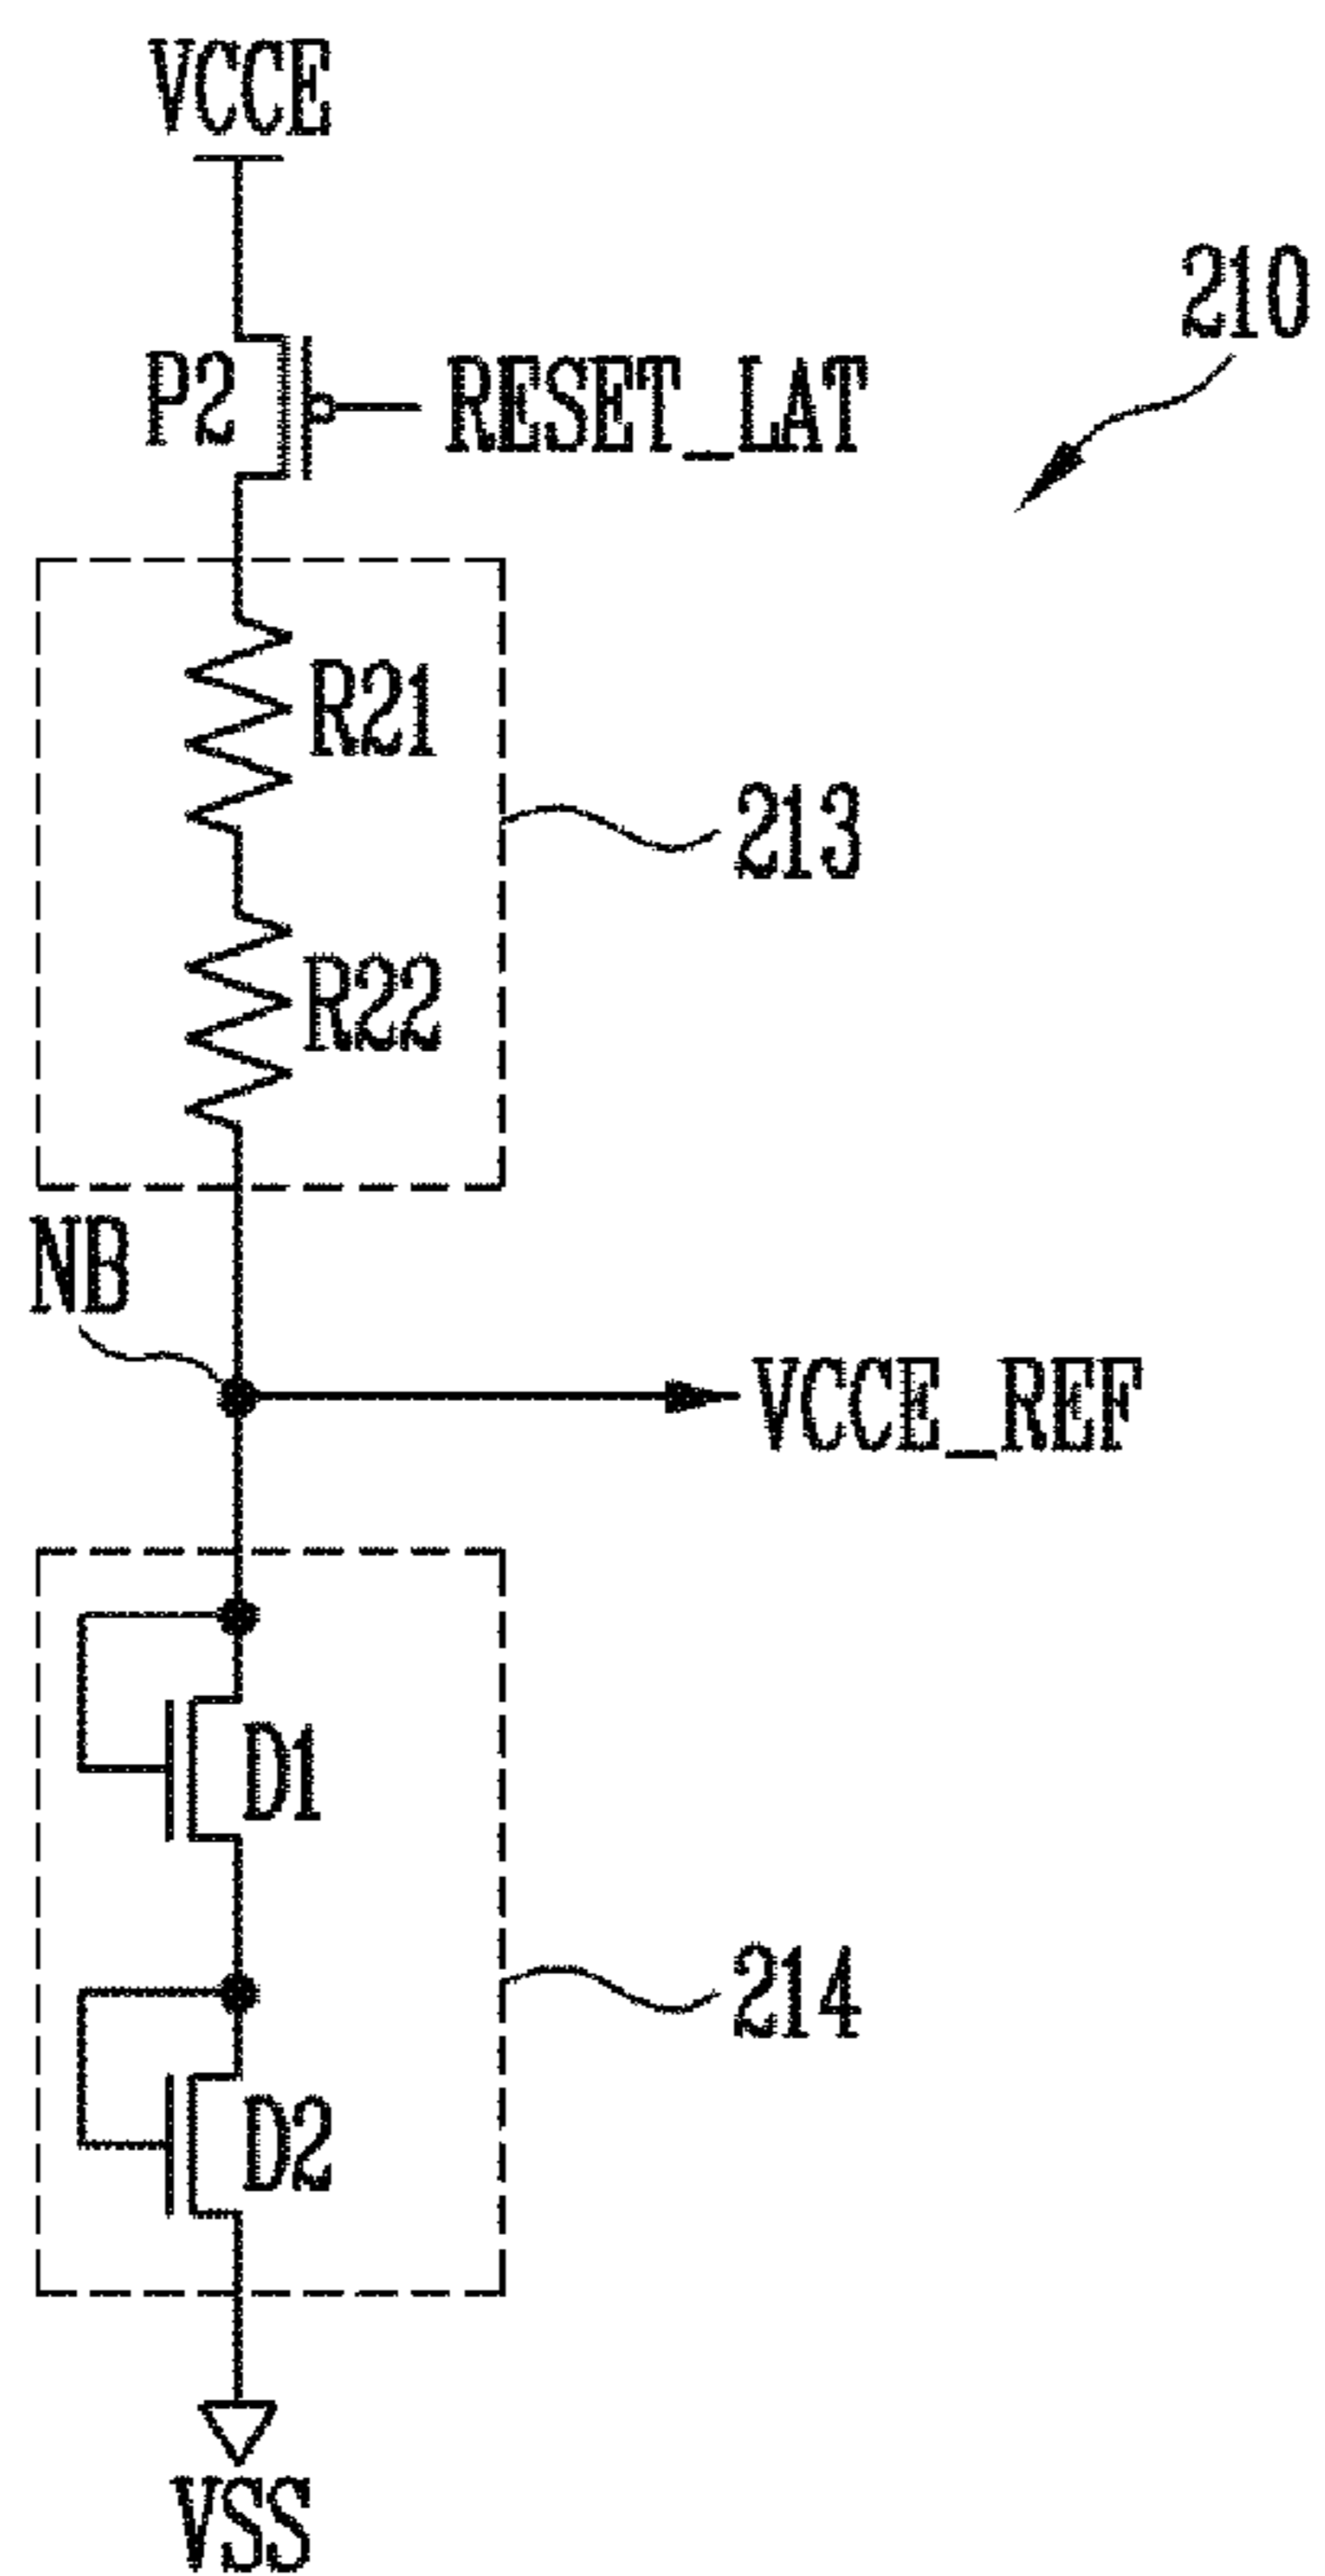 VCCE
210
P2
RESET_LAT
R21
213
R22
NB
VCCE_REF
D1
214
D2
VSS